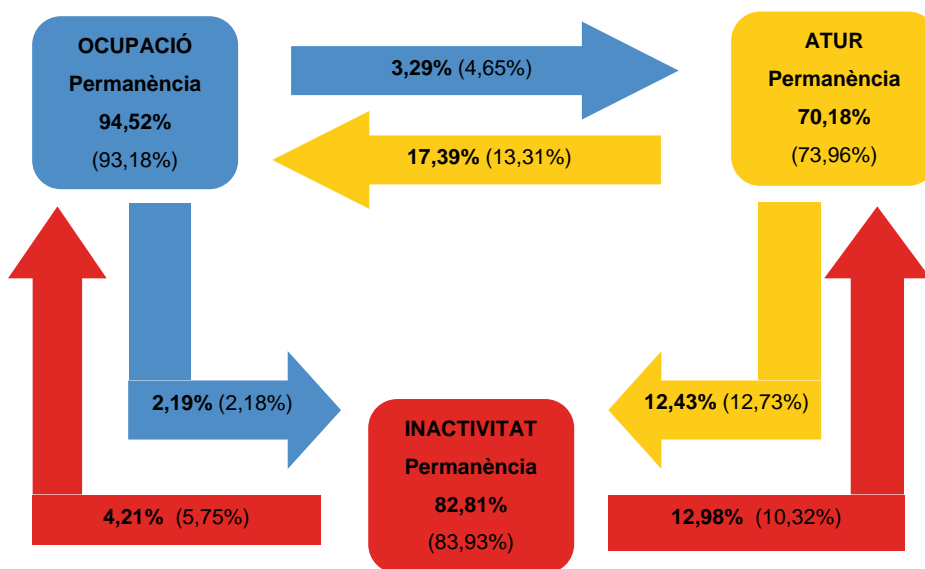 OCUPACIÓ
Permanència
94,52%
(93,18%)
3,29% (4,65%)
17,39% (13,31%)
ATUR
Permanència
70,18%
(73,96%)
2,19% (2,18%)
12,43% (12,73%)
INACTIVITAT
Permanència
82,81%
(83,93%)
4,21% (5,75%)
12,98% (10,32%)